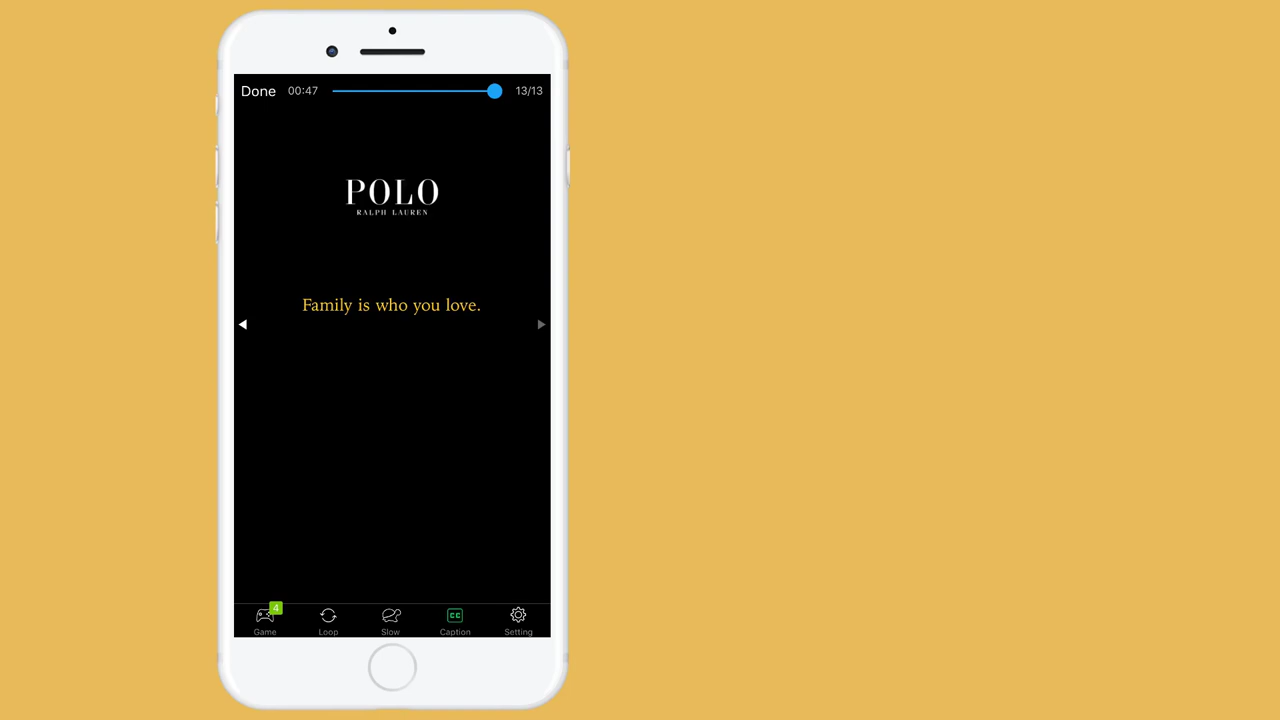 Done 00:47 13/13
POLO
RALPH LAUREN
Family is who you love.
4
CC
Game Loop Slow Caption Setting